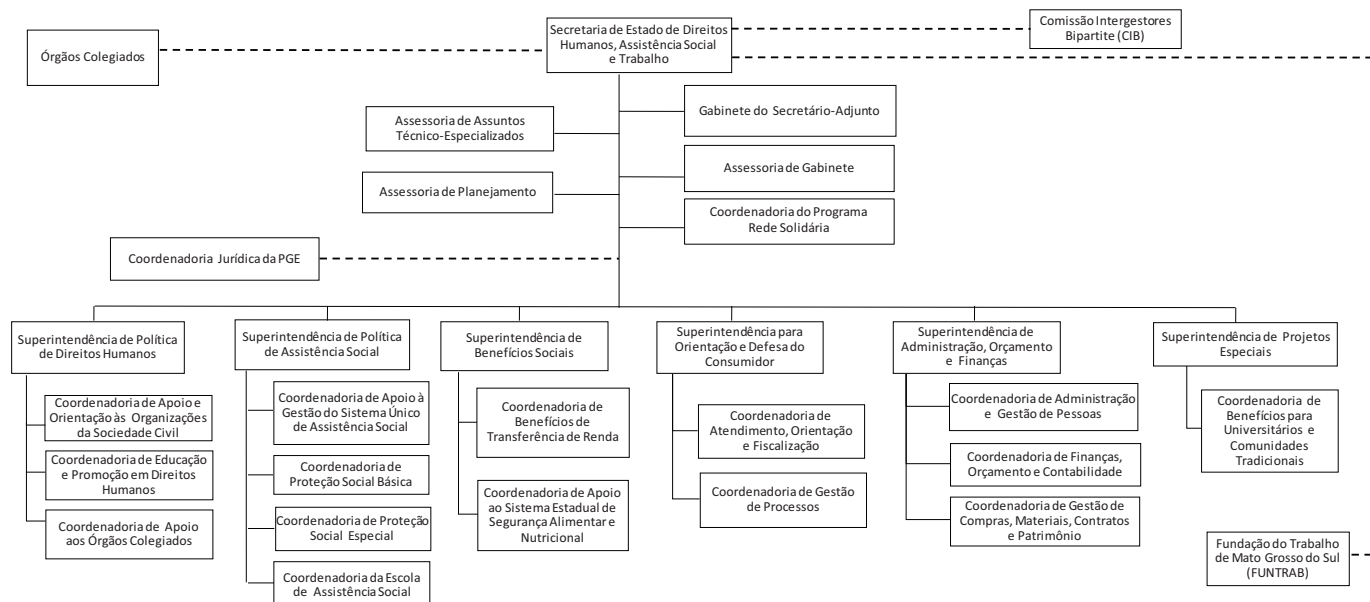 Secretaria de Estado de Direitos
Humanos, Assistência Social
e Trabalho
Comissão Intergestores
Bipartite (CIB)
Órgãos Colegiados
Assessoria de Assuntos
Técnico-Especializados
Gabinete do Secretário-Adjunto
Assessoria de Gabinete
Assessoria de Planejamento
Coordenadoria do Programa
Rede Solidária
Coordenadoria Jurídica da PGE
Superintendência de Política
de Direitos Humanos
Coordenadoria de Apoio e
Orientação às Organizações
da Sociedade Civil
Coordenadoria de Educação
e Promoção em Direitos
Humanos
Coordenadoria de Apoio
aos Órgãos Colegiados
Superintendência de Política
de Assistência Social
Coordenadoria de Apoio à
Gestão do Sistema Único
de Assistência Social
Coordenadoria de
Proteção Social Básica
Coordenadoria de Proteção
Social Especial
Coordenadoria da Escola
de Assistência Social
Superintendência de
Benefícios Sociais
Coordenadoria de
Benefícios de
Transferência de Renda
Coordenadoria de Apoio
ao Sistema Estadual de
Segurança Alimentar e
Nutricional
Superintendência para
Orientação e Defesa do
Consumidor
Coordenadoria de
Atendimento, Orientação
e Fiscalização
Coordenadoria de Gestão
de Processos
Superintendência de
Administração, Orçamento
e Finanças
Coordenadoria de Administração
e Gestão de Pessoas
Coordenadoria de Finanças,
Orçamento e Contabilidade
Coordenadoria de Gestão de
Compras, Materiais, Contratos
e Patrimônio
Superintendência de Projetos
Especiais
Coordenadoria de
Benefícios para
Universitários e
Comunidades
Tradicionais
Fundação do Trabalho
de Mato Grosso do Sul
(FUNTRAB)